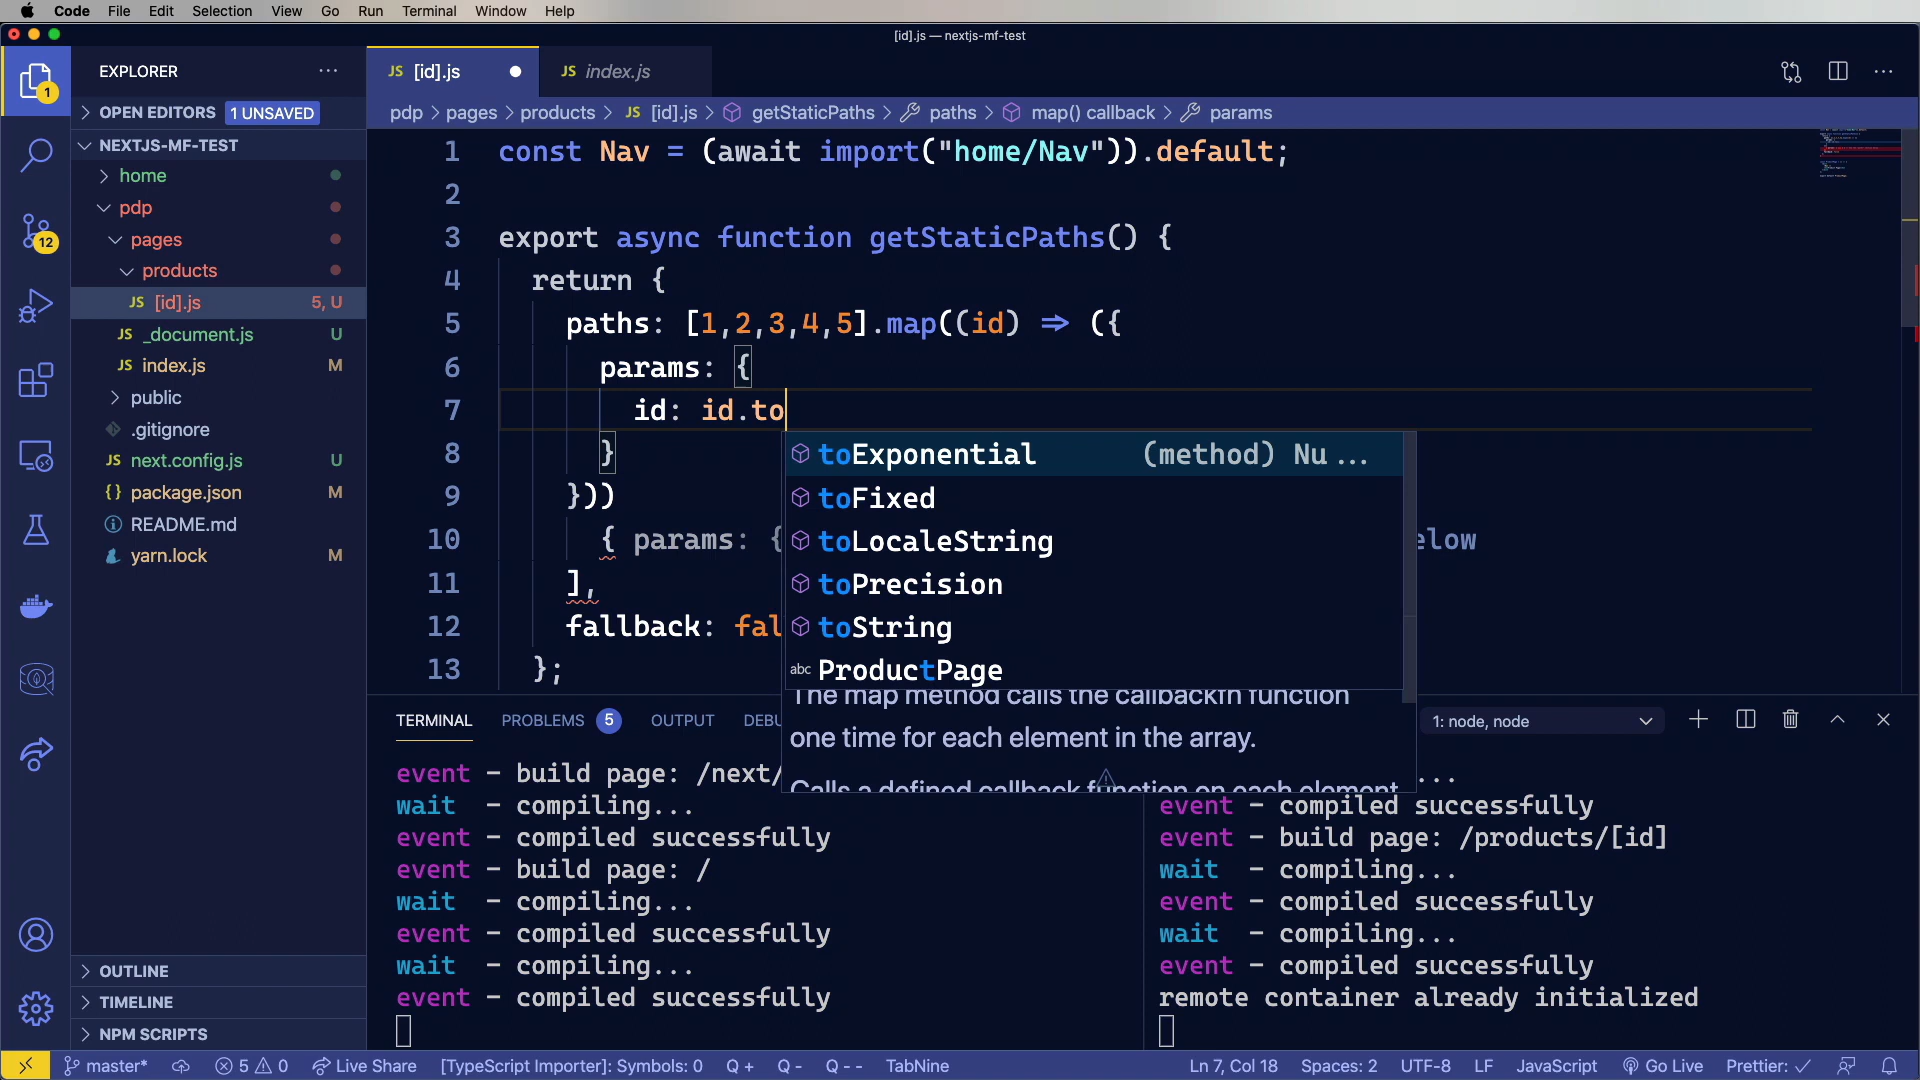 Code File Edit Selection View Go Run Terminal Window Help
[id].js — nextjs-mf-test
EXPLORER
OPEN EDITORS 1 UNSAVED
NEXTJS-MF-TEST
home
pdp
pages
products
JS [id].js 5, U
JS _document.js U
JS index.js M
public
.gitignore
JS next.config.js U
{} package.json M
README.md
yarn.lock M
OUTLINE
TIMELINE
NPM SCRIPTS
1
12
JS [id].js
JS index.js
pdp > pages > products > JS [id].js > getStaticPaths > paths > map() callback > params
1 const Nav = (await import("home/Nav")).default;
2
3 export async function getStaticPaths() {
4 return {
5 paths: [1,2,3,4,5].map((id) => ({
6 params: {
7 id: id.to
8 }
9 }))
10 { params: { elow
11 ],
12 fallback: fal
13 };
toExponential (method) Nu...
toFixed
toLocaleString
toPrecision
toString
abc ProductPage
The map method calls the callbackfn function
one time for each element in the array.
Calls a defined callback function on each element
TERMINAL PROBLEMS 5 OUTPUT DEBU
1: node, node
event - build page: /next/
wait - compiling...
event - compiled successfully
event - build page: /
wait - compiling...
event - compiled successfully
wait - compiling...
event - compiled successfully
...
event - compiled successfully
event - build page: /products/[id]
wait - compiling...
event - compiled successfully
wait - compiling...
event - compiled successfully
remote container already initialized
master* 5 0 Live Share [TypeScript Importer]: Symbols: 0 Q + Q - Q - - TabNine Ln 7, Col 18 Spaces: 2 UTF-8 LF JavaScript Go Live Prettier: ✓